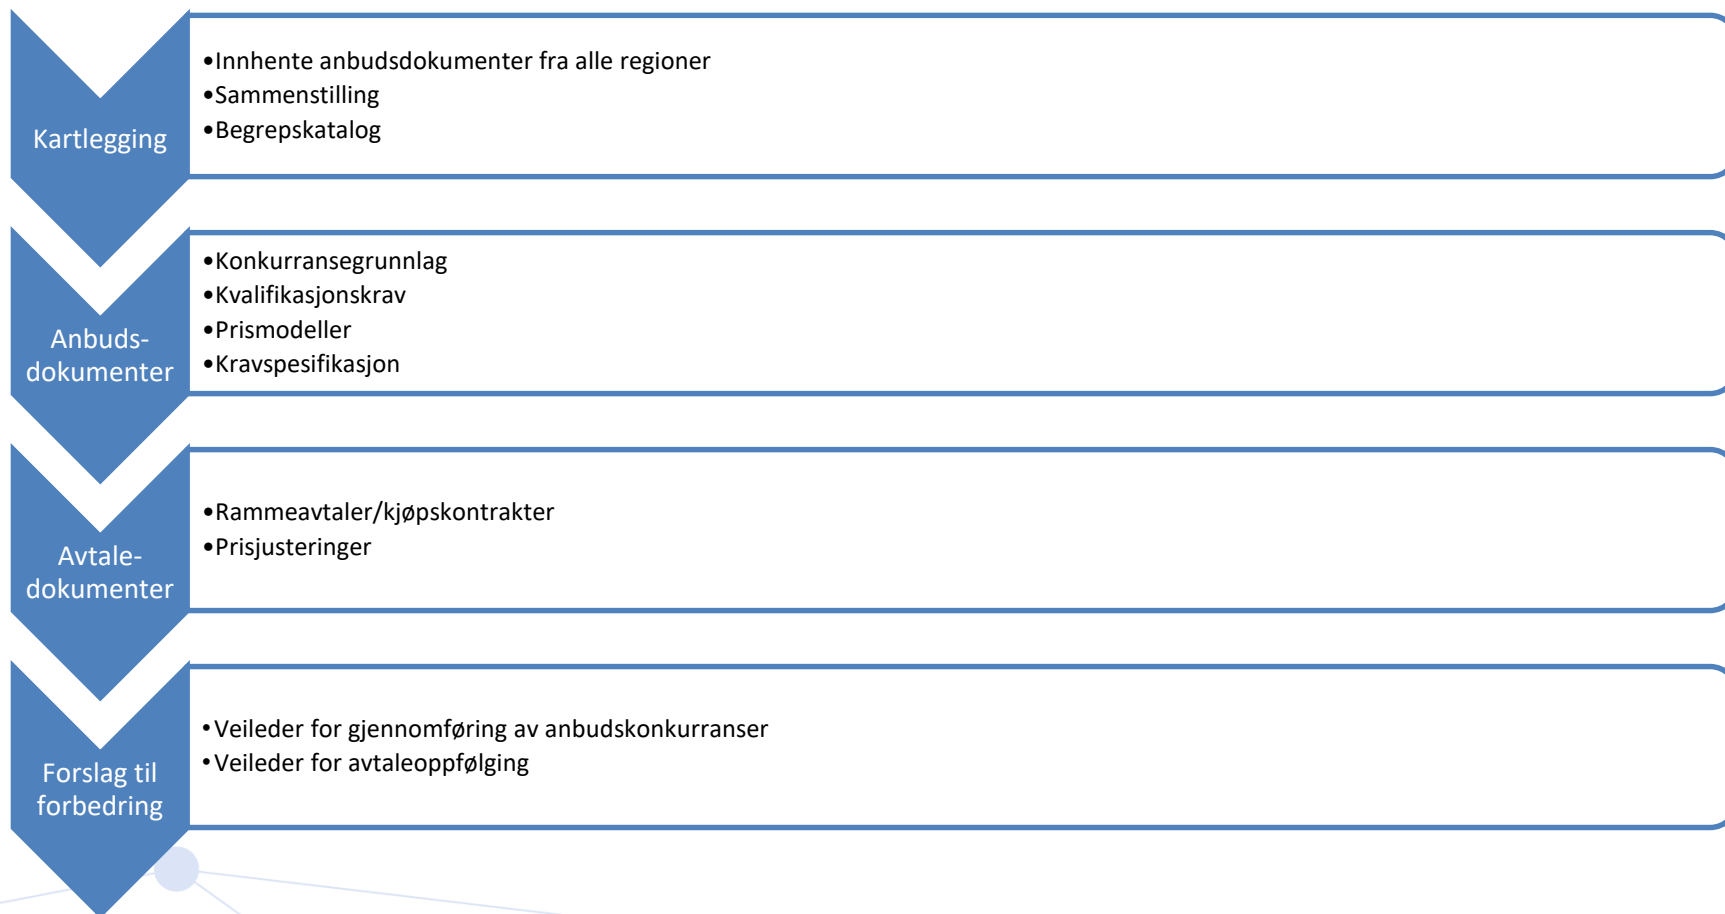 Kartlegging
•Innhente anbudsdokumenter fra alle regioner
•Sammenstilling
•Begrepskatalog
Anbuds-
dokumenter
•Konkurransegrunnlag
•Kvalifikasjonskrav
•Prismodeller
•Kravspesifikasjon
Avtale-
dokumenter
•Rammeavtaler/kjøpskontrakter
•Prisjusteringer
Forslag til
forbedring
•Veileder for gjennomføring av anbudskonkurranser
•Veileder for avtaleoppfølging